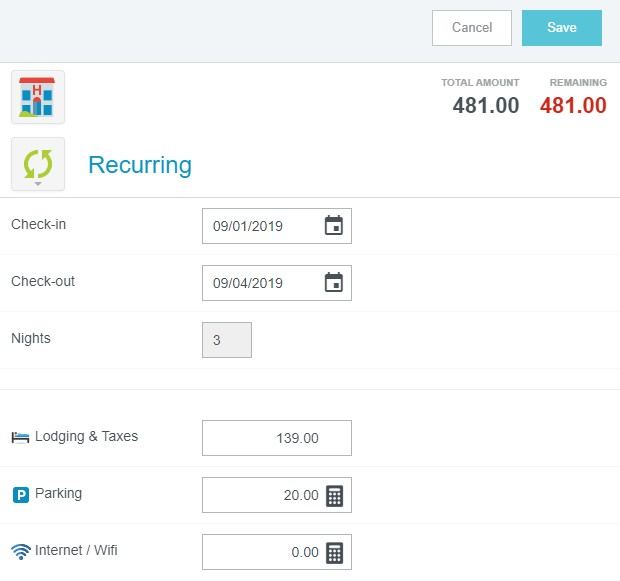 Cancel
Save
TOTAL AMOUNT
REMAINING
481.00
481.00
H
Recurring
Check-in
09/01/2019
Check-out
09/04/2019
Nights
3
Lodging & Taxes
139.00
P
Parking
20.00
Internet / Wifi
0.00